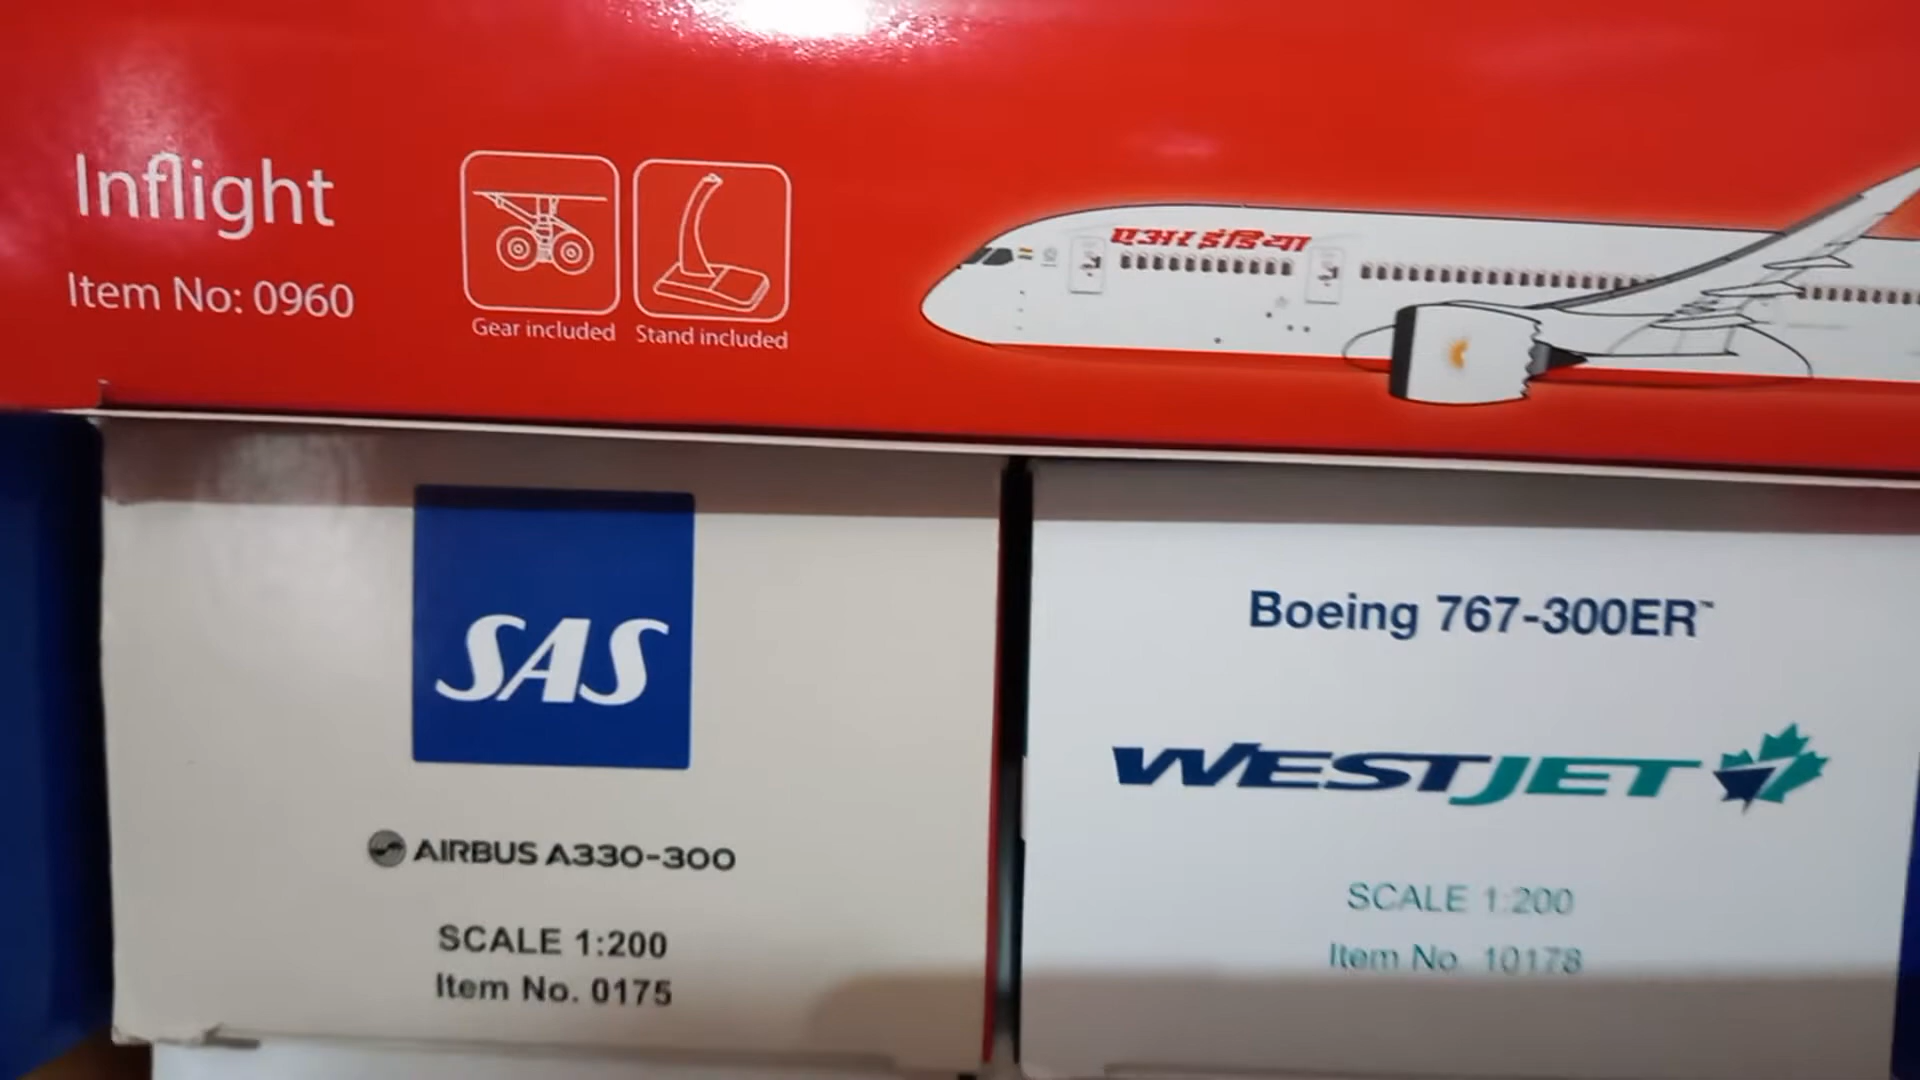 Inflight
Item No: 0960
Gear included
Stand included
एअर इंडिया
SAS
AIRBUS A330-300
SCALE 1:200
Item No. 0175
Boeing 767-300ER™
WESTJET
SCALE 1:200
Item No. 10178